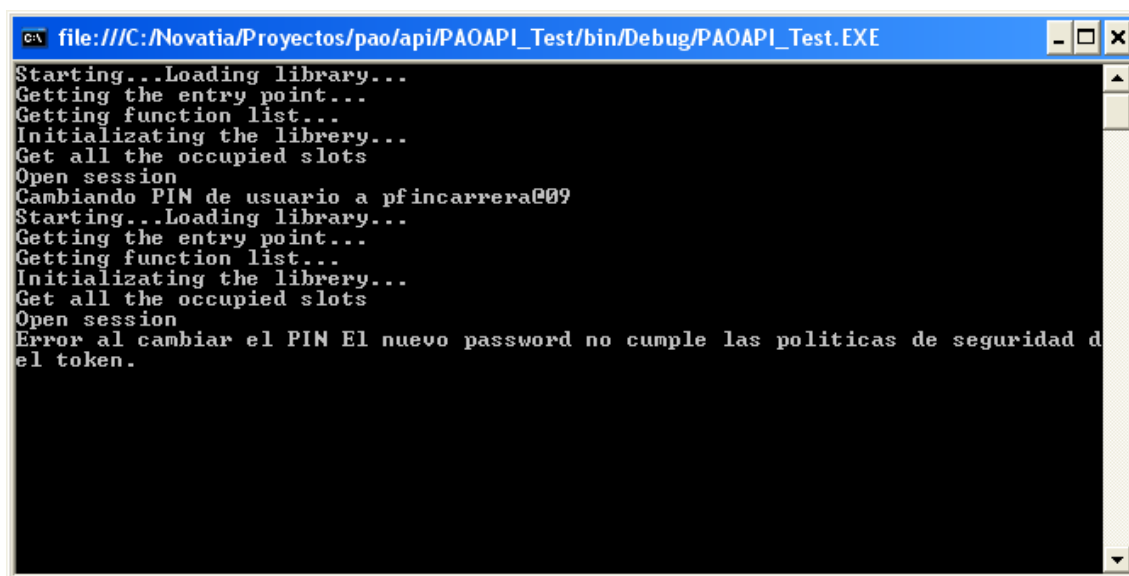 file:///C:/Novatia/Proyectos/pao/api/PAOAPI_Test/bin/Debug/PAOAPI_Test.EXE
Starting...Loading library...
Getting the entry point...
Getting function list...
Initializating the librery...
Get all the occupied slots
Open session
Cambiando PIN de usuario a pfincarrera@09
Starting...Loading library...
Getting the entry point...
Getting function list...
Initializating the librery...
Get all the occupied slots
Open session
Error al cambiar el PIN El nuevo password no cumple las politicas de seguridad d
el token.